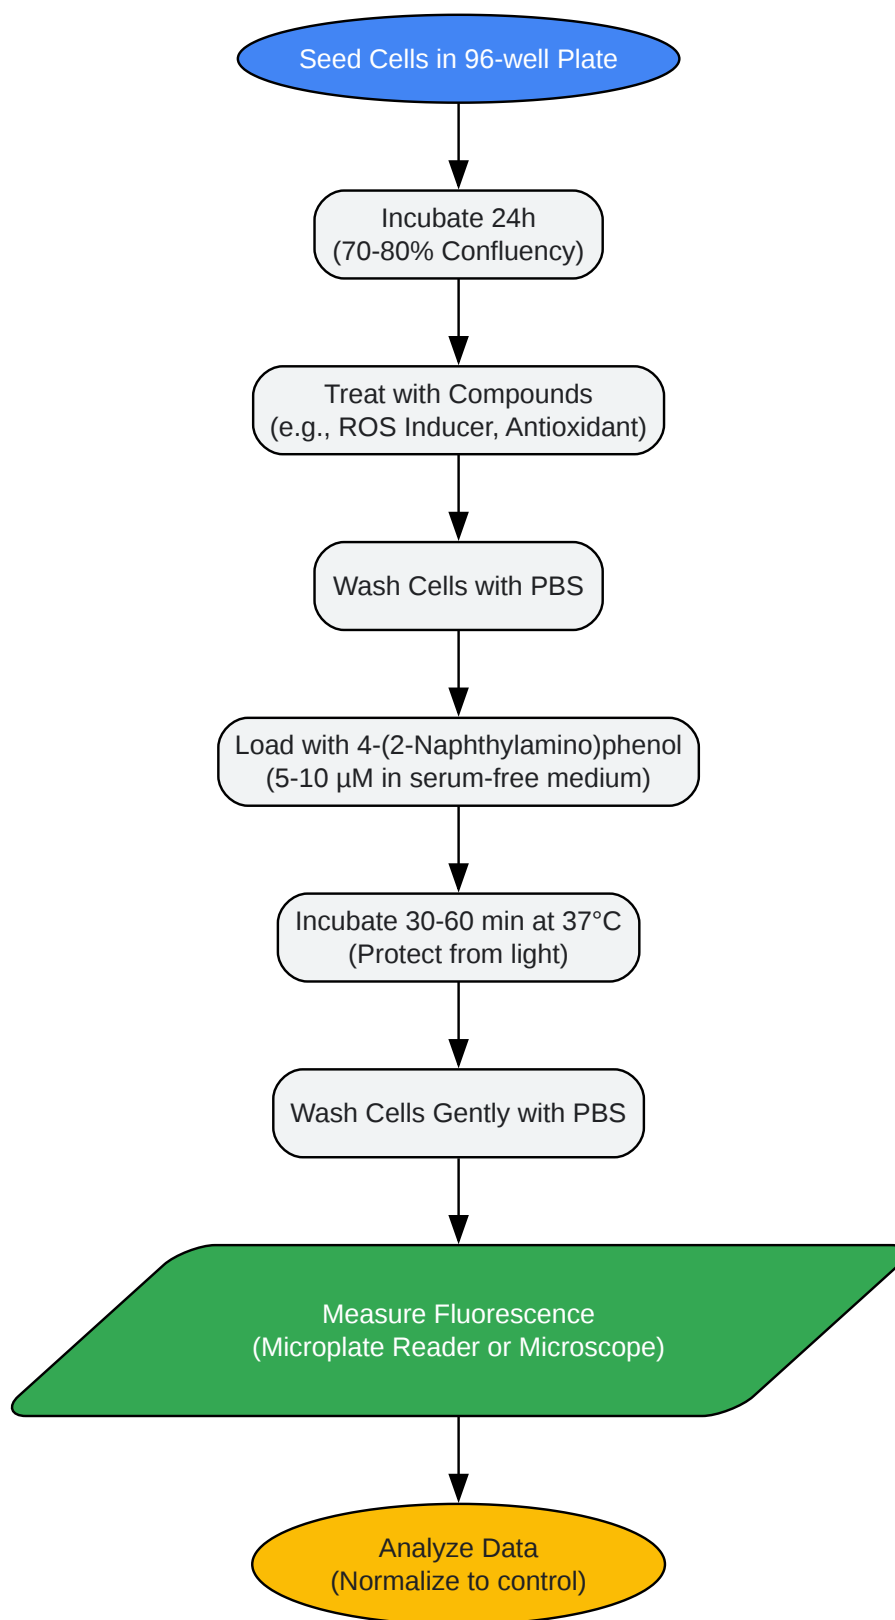 Seed Cells in 96-well Plate
Incubate 24h
(70-80% Confluency)
Treat with Compounds
(e.g., ROS Inducer, Antioxidant)
Wash Cells with PBS
Load with 4-(2-Naphthylamino)phenol
(5-10 µM in serum-free medium)
Incubate 30-60 min at 37°C
(Protect from light)
Wash Cells Gently with PBS
Measure Fluorescence
(Microplate Reader or Microscope)
Analyze Data
(Normalize to control)